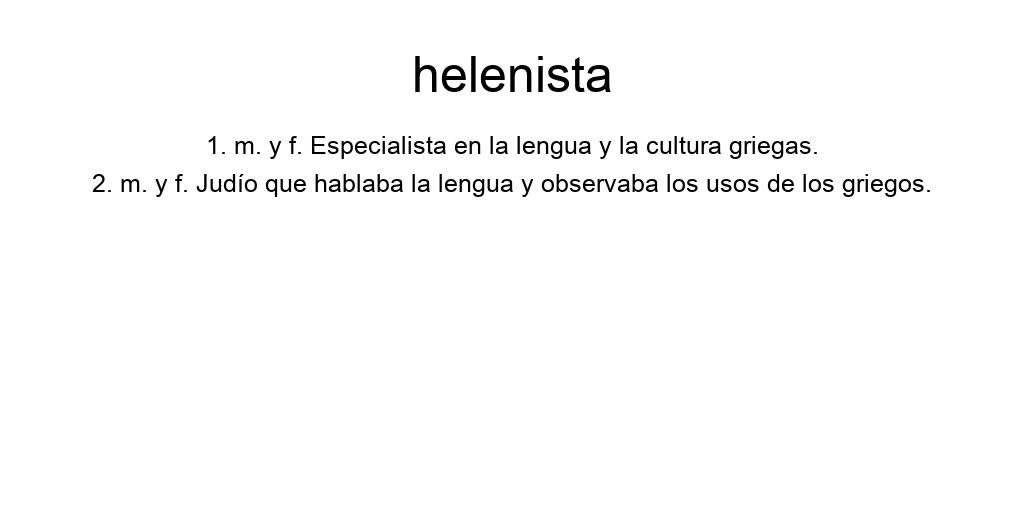 helenista
1. m. y f. Especialista en la lengua y la cultura griegas.
2. m. y f. Judío que hablaba la lengua y observaba los usos de los griegos.